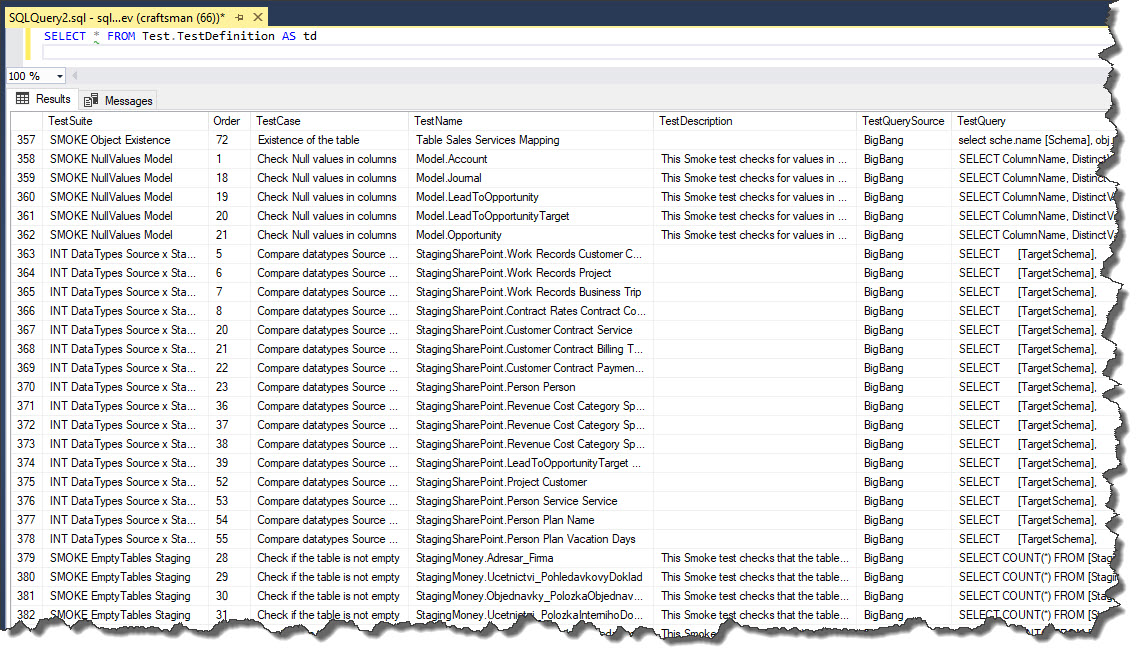 SQLQuery2.sql - sql...ev (craftsman (66))*
SELECT * FROM Test.TestDefinition AS td
100 %
Results Messages
TestSuite Order TestCase TestName TestDescription TestQuerySource TestQuery
357 SMOKE Object Existence 72 Existence of the table Table Sales Services Mapping BigBang select sche.name [Schema], obj.
358 SMOKE NullValues Model 1 Check Null values in columns Model.Account This Smoke test checks for values in ... BigBang SELECT ColumnName, DistinctV
359 SMOKE NullValues Model 18 Check Null values in columns Model.Journal This Smoke test checks for values in ... BigBang SELECT ColumnName, Distinct
360 SMOKE NullValues Model 19 Check Null values in columns Model.LeadToOpportunity This Smoke test checks for values in ... BigBang SELECT ColumnName, DistinctV
361 SMOKE NullValues Model 20 Check Null values in columns Model.LeadToOpportunityTarget This Smoke test checks for values in ... BigBang SELECT ColumnName, DistinctV
362 SMOKE NullValues Model 21 Check Null values in columns Model.Opportunity This Smoke test checks for values in ... BigBang SELECT ColumnName, DistinctV
363 INT DataTypes Source x Sta... 5 Compare datatypes Source ... StagingSharePoint.Work Records Customer C... BigBang SELECT [TargetSchema],
364 INT DataTypes Source x Sta... 6 Compare datatypes Source ... StagingSharePoint.Work Records Project BigBang SELECT [TargetSchema],
365 INT DataTypes Source x Sta... 7 Compare datatypes Source ... StagingSharePoint.Work Records Business Trip BigBang SELECT [TargetSchema],
366 INT DataTypes Source x Sta... 8 Compare datatypes Source ... StagingSharePoint.Contract Rates Contract Co... BigBang SELECT [TargetSchema],
367 INT DataTypes Source x Sta... 20 Compare datatypes Source ... StagingSharePoint.Customer Contract Service BigBang SELECT [TargetSchema],
368 INT DataTypes Source x Sta... 21 Compare datatypes Source ... StagingSharePoint.Customer Contract Billing T... BigBang SELECT [TargetSchema],
369 INT DataTypes Source x Sta... 22 Compare datatypes Source ... StagingSharePoint.Customer Contract Paymen... BigBang SELECT [TargetSchema],
370 INT DataTypes Source x Sta... 23 Compare datatypes Source ... StagingSharePoint.Person Person BigBang SELECT [TargetSchema],
371 INT DataTypes Source x Sta... 36 Compare datatypes Source ... StagingSharePoint.Revenue Cost Category Sp... BigBang SELECT [TargetSchema],
372 INT DataTypes Source x Sta... 37 Compare datatypes Source ... StagingSharePoint.Revenue Cost Category Sp... BigBang SELECT [TargetSchema],
373 INT DataTypes Source x Sta... 38 Compare datatypes Source ... StagingSharePoint.Revenue Cost Category Sp... BigBang SELECT [TargetSchema],
374 INT DataTypes Source x Sta... 39 Compare datatypes Source ... StagingSharePoint.LeadToOpportunityTarget ... BigBang SELECT [TargetSchema],
375 INT DataTypes Source x Sta... 52 Compare datatypes Source ... StagingSharePoint.Project Customer BigBang SELECT [TargetSchema],
376 INT DataTypes Source x Sta... 53 Compare datatypes Source ... StagingSharePoint.Person Service Service BigBang SELECT [TargetSchema],
377 INT DataTypes Source x Sta... 54 Compare datatypes Source ... StagingSharePoint.Person Plan Name BigBang SELECT [TargetSchema],
378 INT DataTypes Source x Sta... 55 Compare datatypes Source ... StagingSharePoint.Person Plan Vacation Days BigBang SELECT [TargetSchema],
379 SMOKE EmptyTables Staging 28 Check if the table is not empty StagingMoney.Adresar_Firma This Smoke test checks that the table... BigBang SELECT COUNT(*) FROM [Stag
380 SMOKE EmptyTables Staging 29 Check if the table is not empty StagingMoney.Ucetnictvi_PohledavkovyDoklad This Smoke test checks that the table... BigBang SELECT COUNT(*) FROM [Stagi
381 SMOKE EmptyTables Staging 30 Check if the table is not empty StagingMoney.Objednavky_PolozkaObjednav... This Smoke test checks that the table... BigBang SELECT COUNT(*) FROM [Sta
382 SMOKE EmptyTables Staging 31 Check if the table is not empty StagingMoney.Ucetnictvi_PolozkaInternihoDo... This Smoke test checks that the table... BigBang SELECT COUNT(*) FROM [St
This Smoke